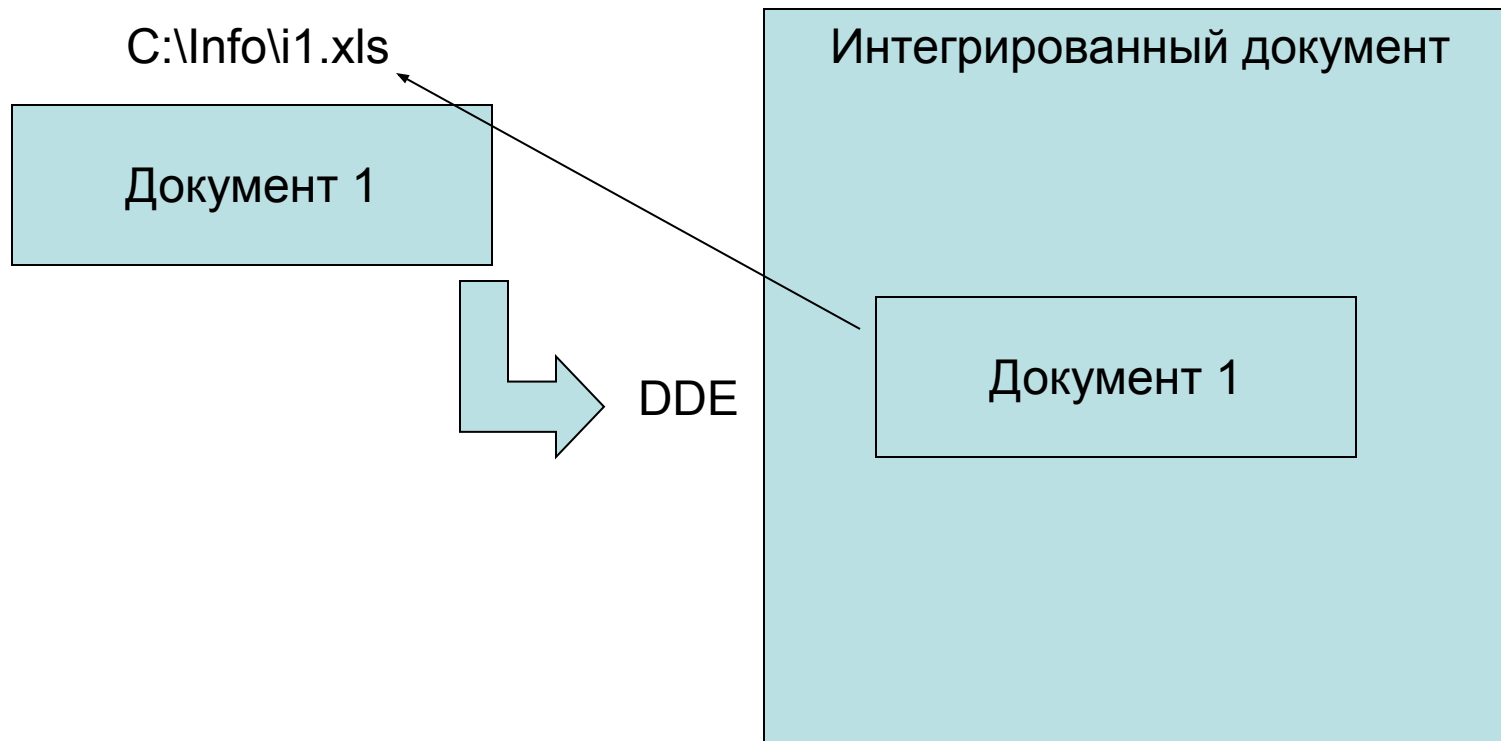 C:\Info\i1.xls
Документ 1
DDE
Интегрированный документ
Документ 1